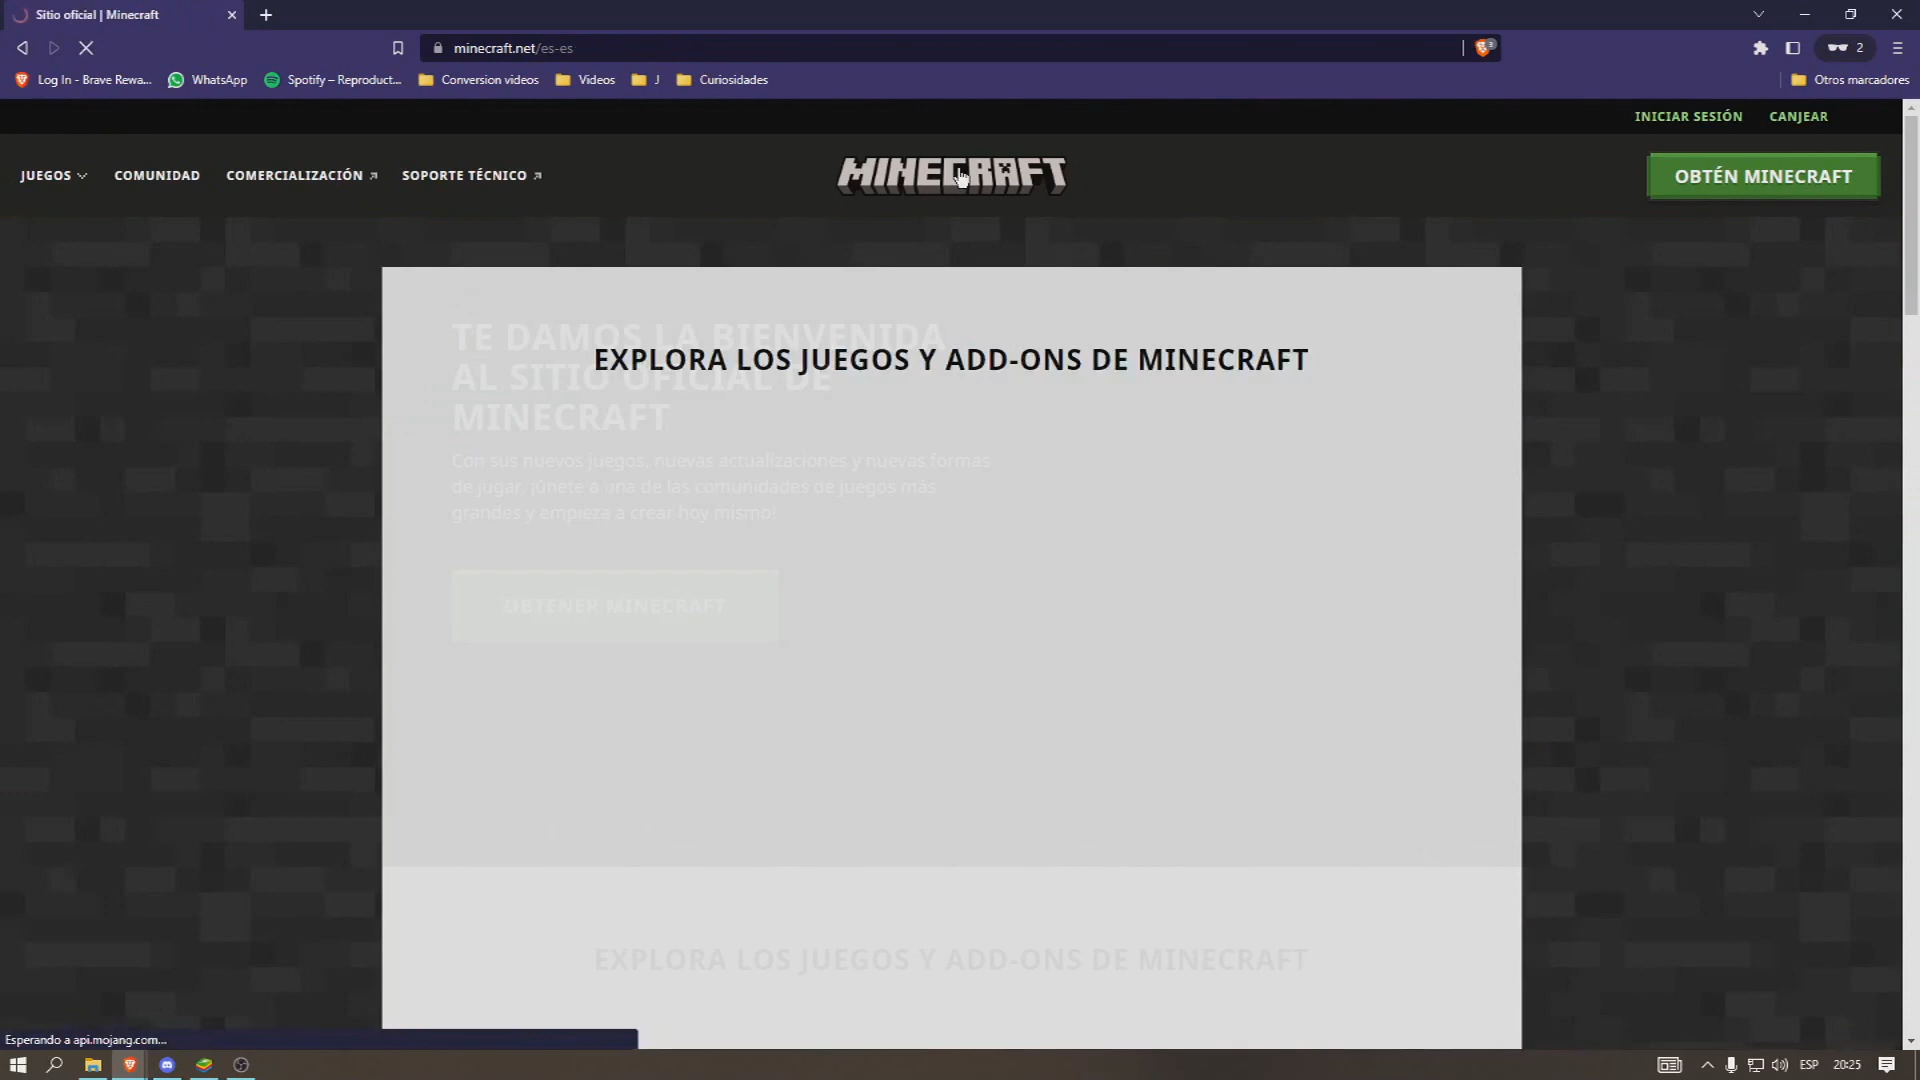 Sitio oficial | Minecraft
minecraft.net/es-es
3
2
Log In - Brave Rewa...
WhatsApp
Spotify – Reproduct...
Conversion videos
Videos
J
Curiosidades
Otros marcadores
INICIAR SESIÓN
CANJEAR
JUEGOS
COMUNIDAD
COMERCIALIZACIÓN
SOPORTE TÉCNICO
MINECRAFT
OBTÉN MINECRAFT
TE DAMOS LA BIENVENIDA
AL SITIO OFICIAL DE
MINECRAFT
EXPLORA LOS JUEGOS Y ADD-ONS DE MINECRAFT
Con sus nuevos juegos, nuevas actualizaciones y nuevas formas
de jugar, ¡únete a una de las comunidades de juegos más
grandes y empieza a crear hoy mismo!
OBTENER MINECRAFT
EXPLORA LOS JUEGOS Y ADD-ONS DE MINECRAFT
Esperando a api.mojang.com...
ESP
20:25